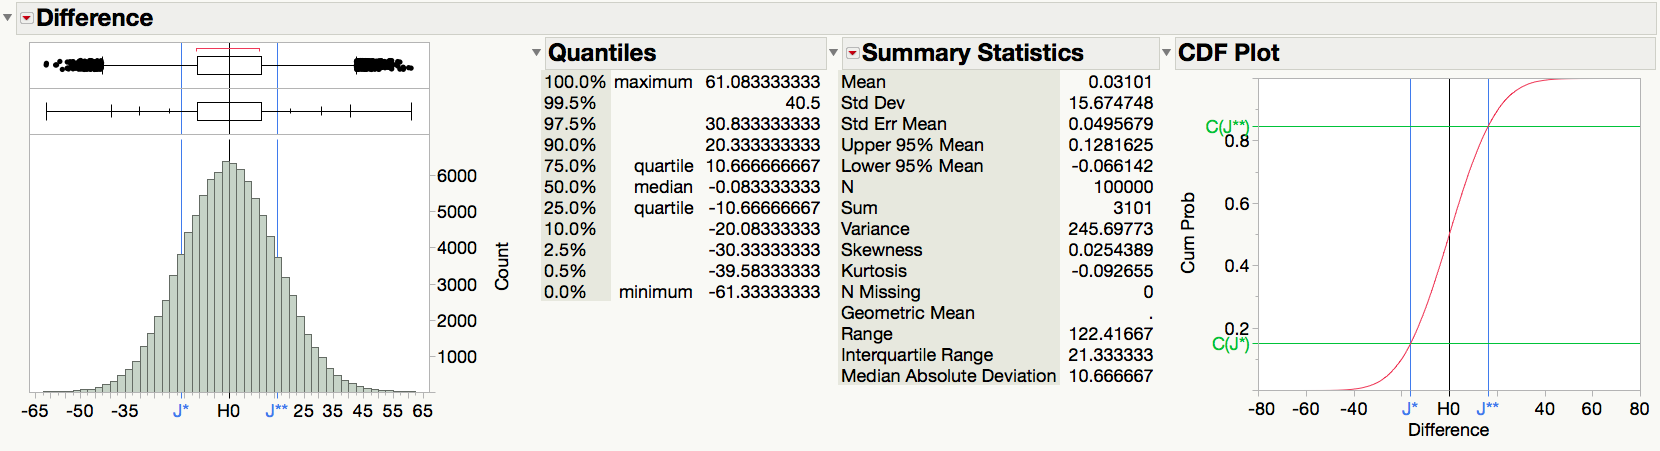 Difference
6000
5000
4000
3000
2000
1000
Count
-65 -50 -35 J* H0 J** 25 35 45 55 65
Quantiles
100.0% maximum 61.083333333
99.5% 40.5
97.5% 30.833333333
90.0% 20.333333333
75.0% quartile 10.666666667
50.0% median -0.083333333
25.0% quartile -10.66666667
10.0% -20.08333333
2.5% -30.33333333
0.5% -39.58333333
0.0% minimum -61.33333333
Summary Statistics
Mean 0.03101
Std Dev 15.674748
Std Err Mean 0.0495679
Upper 95% Mean 0.1281625
Lower 95% Mean -0.066142
N 100000
Sum 3101
Variance 245.69773
Skewness 0.0254389
Kurtosis -0.092655
N Missing 0
Geometric Mean .
Range 122.41667
Interquartile Range 21.333333
Median Absolute Deviation 10.666667
CDF Plot
C(J**)
0.8
0.6
0.4
0.2
C(J*)
Cum Prob
-80 -60 -40 J* H0 J** 40 60 80
Difference